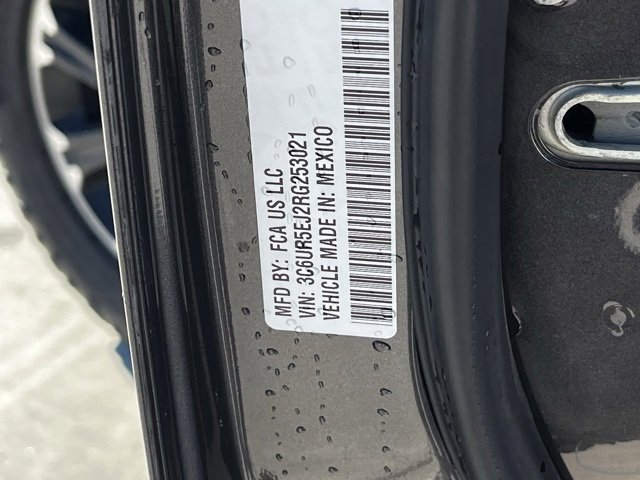 MFD BY: FCA US LLC
VIN: 3C6UR5EJ2RG253021
VEHICLE MADE IN: MEXICO